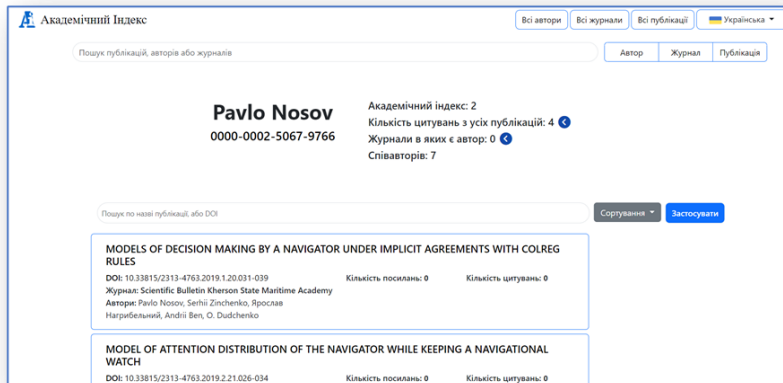 Академічний Індекс
Всі автори
Всі журнали
Всі публікації
Українська
Пошук публікацій, авторів або журналів
Автор
Журнал
Публікація
Pavlo Nosov
0000-0002-5067-9766
Академічний індекс: 2
Кількість цитувань з усіх публікацій: 4
Журнали в яких є автор: 0
Співавторів: 7
Пошук по назві публікації, або DOI
Сортування
Застосувати
MODELS OF DECISION MAKING BY A NAVIGATOR UNDER IMPLICIT AGREEMENTS WITH COLREG
RULES
DOI: 10.33815/2313-4763.2019.1.20.031-039
Кількість посилань: 0
Кількість цитувань: 0
Журнал: Scientific Bulletin Kherson State Maritime Academy
Автори: Pavlo Nosov, Serhii Zinchenko, Ярослав
Нагрибельний, Andrii Ben, O. Dudchenko
MODEL OF ATTENTION DISTRIBUTION OF THE NAVIGATOR WHILE KEEPING A NAVIGATIONAL
WATCH
DOI: 10.33815/2313-4763.2019.2.21.026-034
Кількість посилань: 0
Кількість цитувань: 0